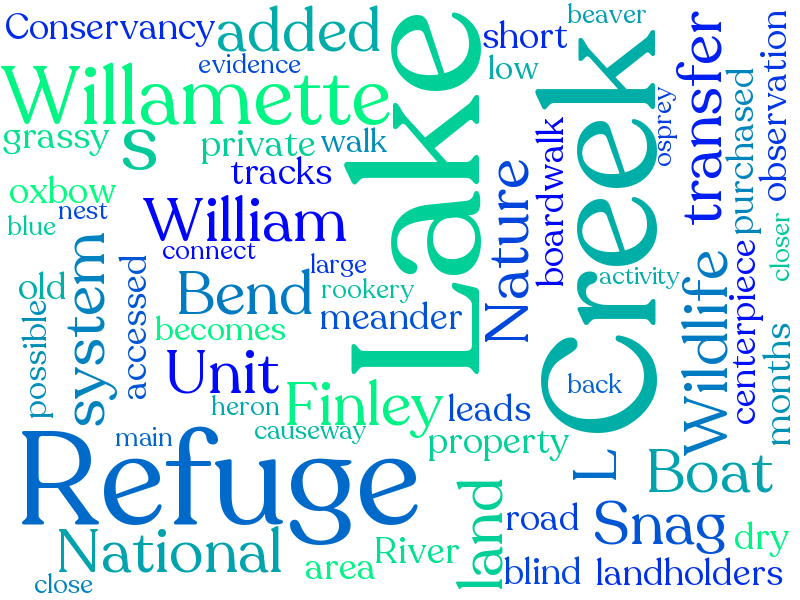 Conservancy
added
Lake
short
beaver
Creek
transfer
observation
evidence
low
Willamette
purchased
osprey
grassy
s
private
walk
boardwalk
tracks
Nature
oxbow
nest
William
blue
connect
closer
system
accessed
large
activity
Wildlife
centerpiece
old
Bend
rookery
possible
meander
becomes
months
Unit
back
heron
Finley
leads
causeway
main
property
Refuge
L
Boat
land
road
Snag
National
River
dry
area
blind
landholders
close